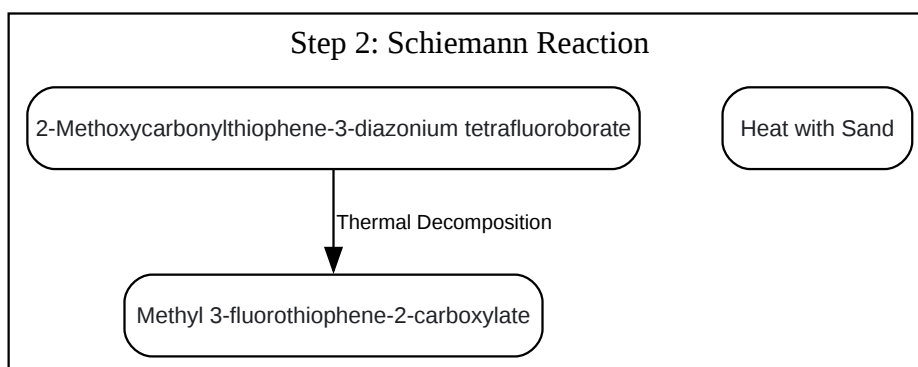 Step 2: Schiemann Reaction
2-Methoxycarbonylthiophene-3-diazonium tetrafluoroborate
Heat with Sand
Thermal Decomposition
Methyl 3-fluorothiophene-2-carboxylate